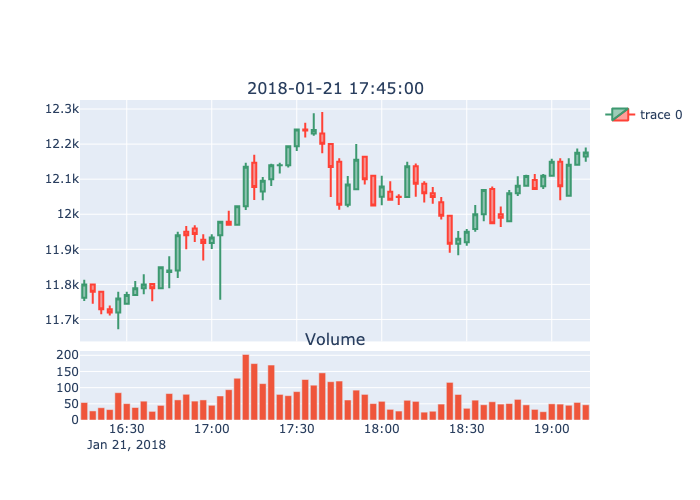 2018-01-21 17:45:00
12.3k
12.2k
12.1k
12k
11.9k
11.8k
11.7k
trace 0
Volume
200
150
100
50
0
16:30 17:00 17:30 18:00 18:30 19:00
Jan 21, 2018